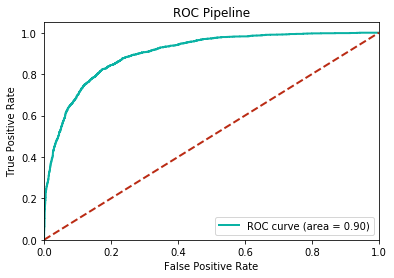 ROC Pipeline
True Positive Rate
1.0
0.8
0.6
0.4
0.2
0.0
ROC curve (area = 0.90)
0.0 0.2 0.4 0.6 0.8 1.0
False Positive Rate